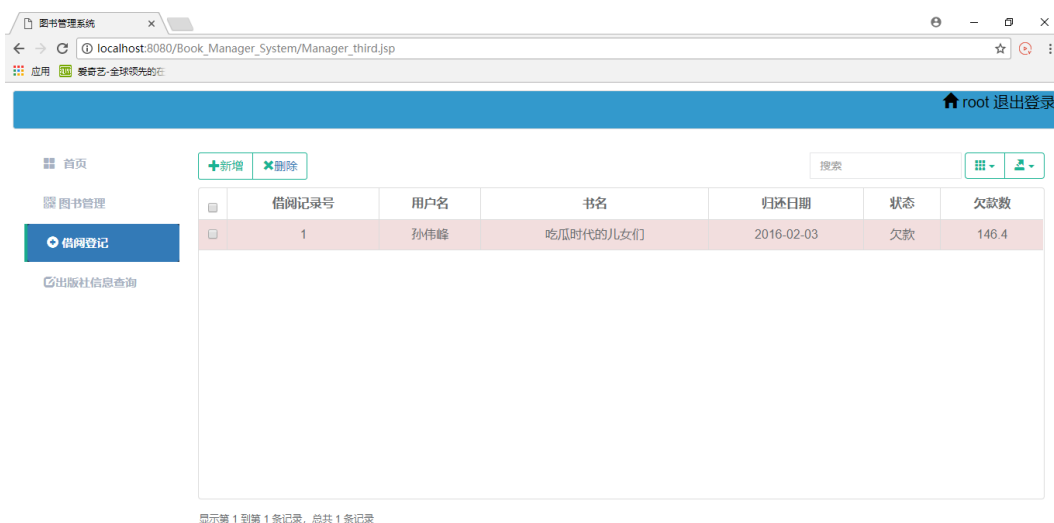 图书管理系统
localhost:8080/Book_Manager_System/Manager_third.jsp
应用 爱奇艺-全球领先的在
root 退出登录
首页
图书管理
借阅登记
出版社信息查询
新增 删除 搜索
借阅记录号 用户名 书名 归还日期 状态 欠款数
1 孙伟峰 吃瓜时代的儿女们 2016-02-03 欠款 146.4
显示第 1 到第 1 条记录，总共 1 条记录